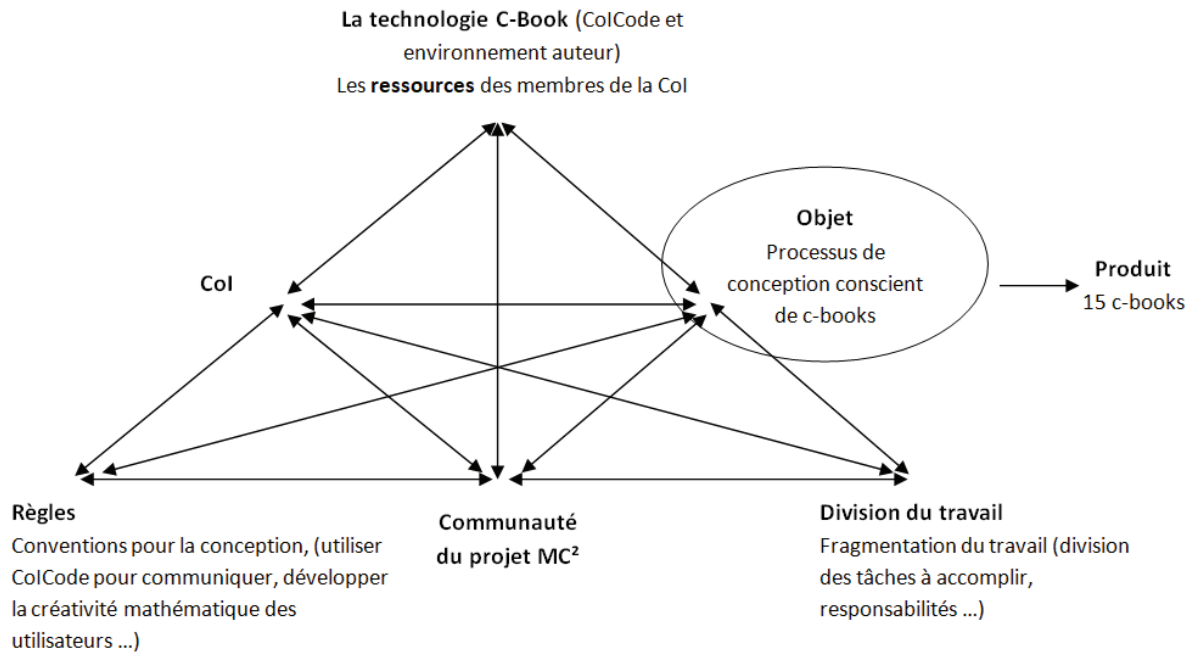 La technologie C-Book (CoICode et
environnement auteur)
Les ressources des membres de la CoI
Objet
Processus de
conception conscient
de c-books
CoI
Produit
15 c-books
Règles
Conventions pour la conception, (utiliser
CoICode pour communiquer, développer
la créativité mathématique des
utilisateurs ...)
Communauté
du projet MC²
Division du travail
Fragmentation du travail (division
des tâches à accomplir,
responsabilités ...)